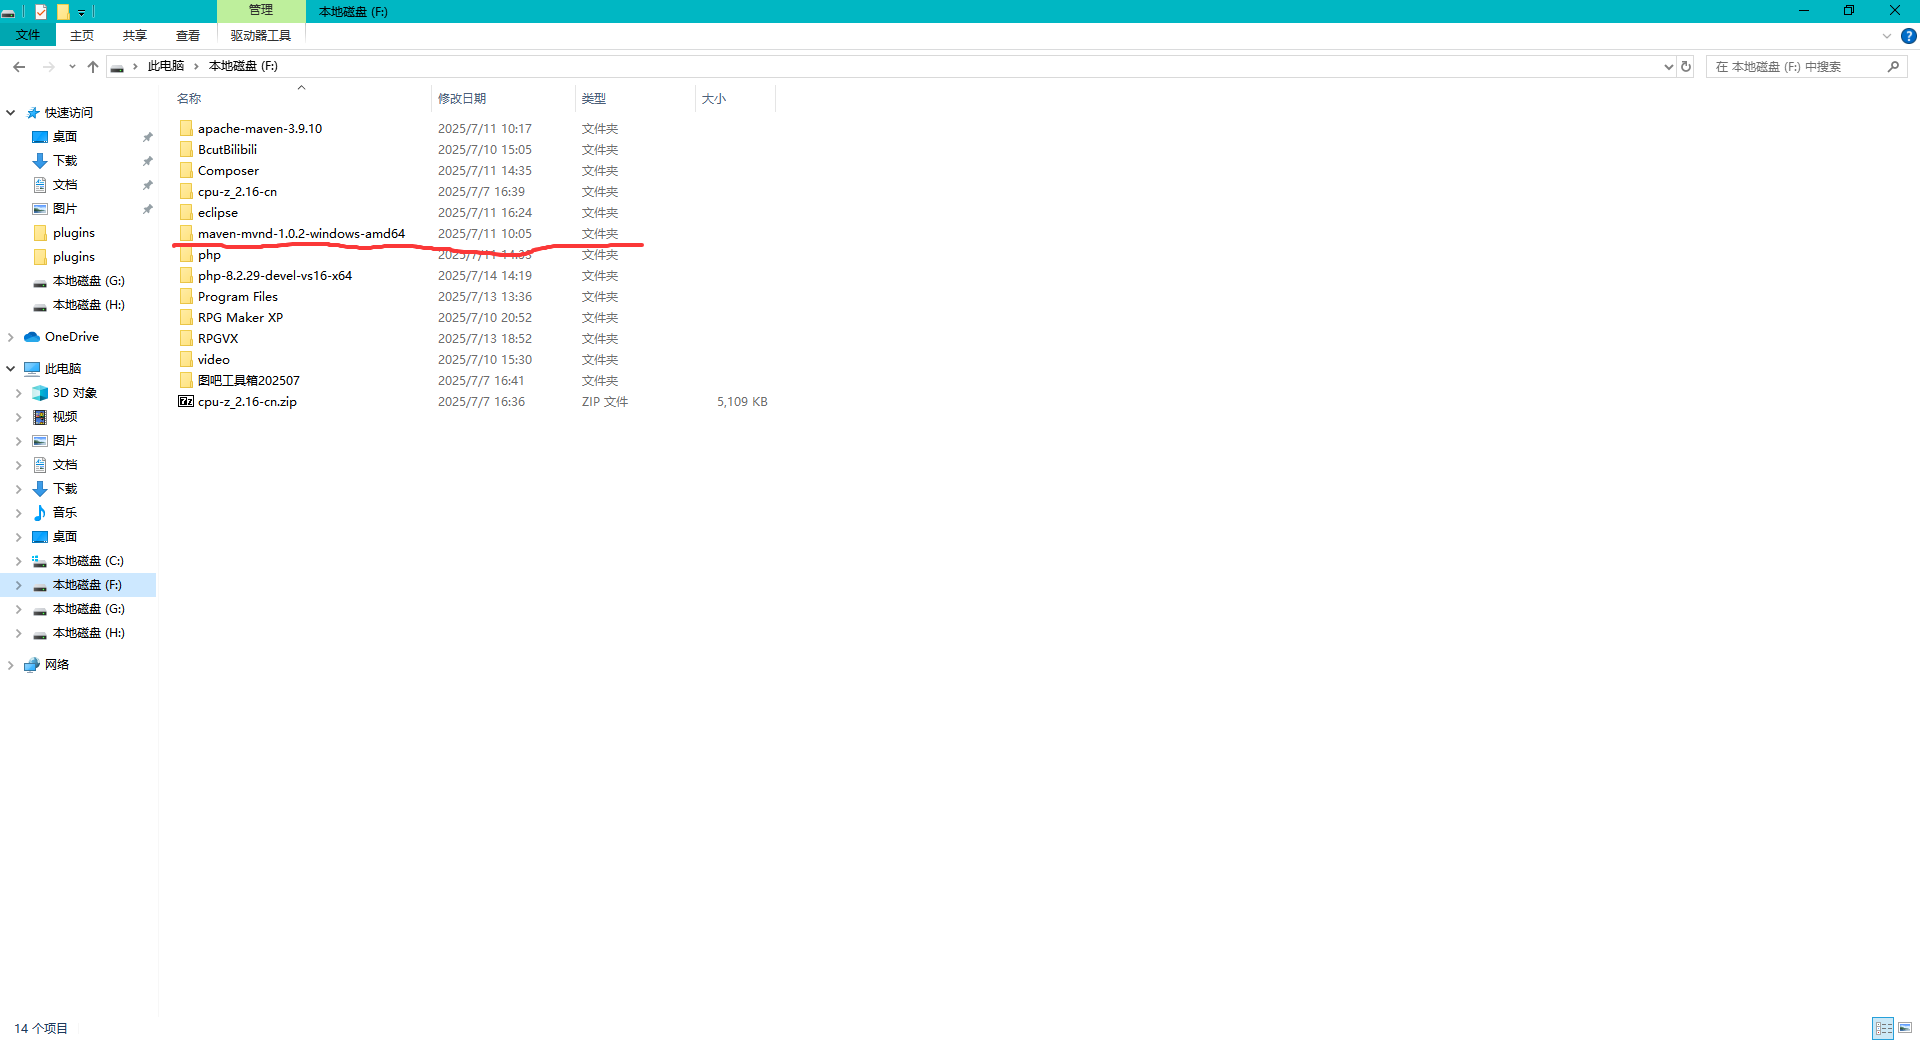 管理
本地磁盘 (F:)
文件 主页 共享 查看 驱动器工具
此电脑 本地磁盘 (F:)
在 本地磁盘 (F:) 中搜索
快速访问
桌面
下载
文档
图片
plugins
plugins
本地磁盘 (G:)
本地磁盘 (H:)
OneDrive
此电脑
3D 对象
视频
图片
文档
下载
音乐
桌面
本地磁盘 (C:)
本地磁盘 (F:)
本地磁盘 (G:)
本地磁盘 (H:)
网络
名称 修改日期 类型 大小
apache-maven-3.9.10 2025/7/11 10:17 文件夹
BcutBilibili 2025/7/10 15:05 文件夹
Composer 2025/7/11 14:35 文件夹
cpu-z_2.16-cn 2025/7/7 16:39 文件夹
eclipse 2025/7/11 16:24 文件夹
maven-mvnd-1.0.2-windows-amd64 2025/7/11 10:05 文件夹
php 2025/7/11 文件夹
php-8.2.29-devel-vs16-x64 2025/7/14 14:19 文件夹
Program Files 2025/7/13 13:36 文件夹
RPG Maker XP 2025/7/10 20:52 文件夹
RPGVX 2025/7/13 18:52 文件夹
video 2025/7/10 15:30 文件夹
图吧工具箱202507 2025/7/7 16:41 文件夹
cpu-z_2.16-cn.zip 2025/7/7 16:36 ZIP 文件 5,109 KB
14 个项目